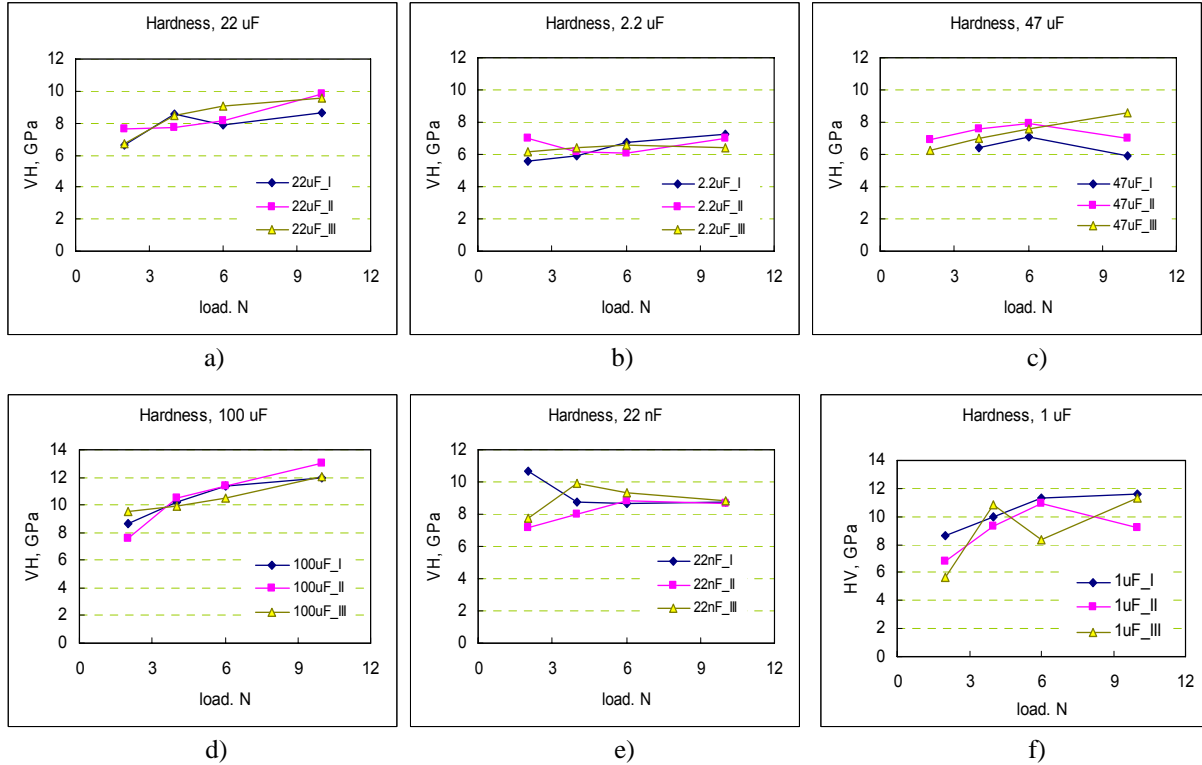 Hardness, 22 uF
12
10
8
6
4
2
0
VH, GPa
22uF_I
22uF_II
22uF_III
0 3 6 9 12
load. N
a)
Hardness, 2.2 uF
12
10
8
6
4
2
0
VH, GPa
2.2uF_I
2.2uF_II
2.2uF_III
0 3 6 9 12
load. N
b)
Hardness, 47 uF
12
10
8
6
4
2
0
VH, GPa
47uF_I
47uF_II
47uF_III
0 3 6 9 12
load. N
c)
Hardness, 100 uF
14
12
10
8
6
4
2
0
VH, GPa
100uF_I
100uF_II
100uF_III
0 3 6 9 12
load. N
d)
Hardness, 22 nF
12
10
8
6
4
2
0
VH, GPa
22nF_I
22nF_II
22nF_III
0 3 6 9 12
load. N
e)
Hardness, 1 uF
14
12
10
8
6
4
2
0
HV, GPa
1uF_I
1uF_II
1uF_III
0 3 6 9 12
load. N
f)